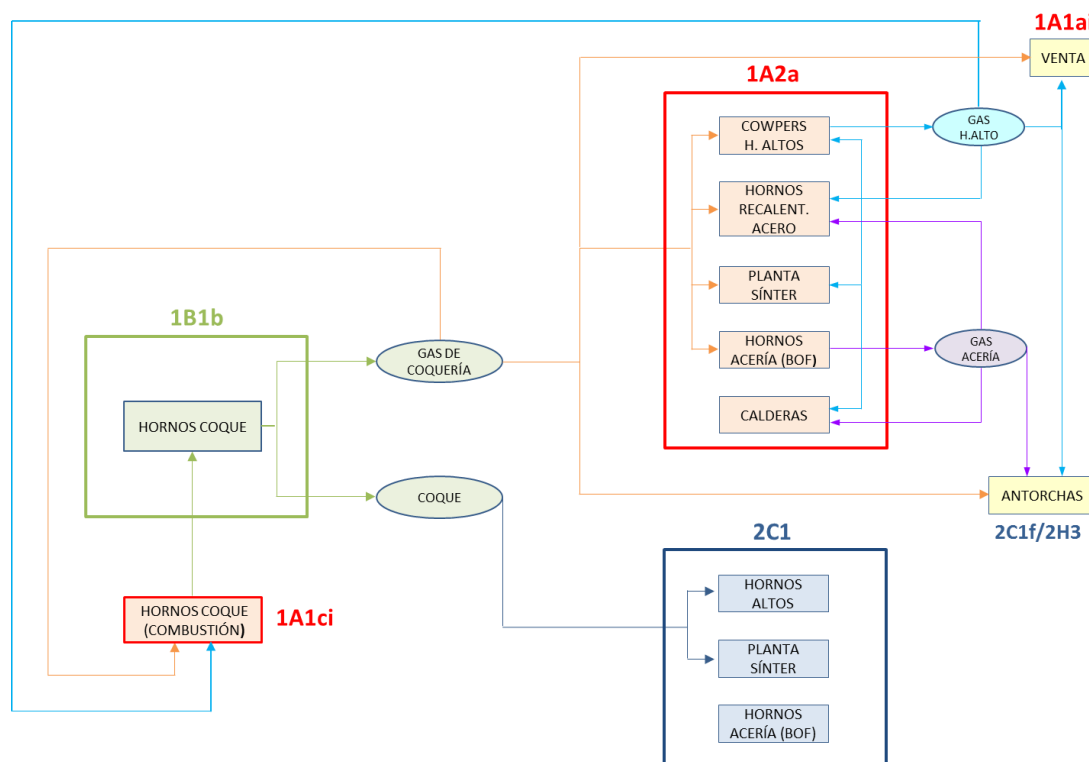 1A1ai
VENTA
1A2a
COWPERS
H. ALTOS
GAS
H.ALTO
HORNOS
RECALENT.
ACERO
PLANTA
SÍNTER
1B1b
HORNOS
ACERÍA (BOF)
GAS
ACERÍA
GAS DE
COQUERÍA
HORNOS COQUE
CALDERAS
COQUE
ANTORCHAS
2C1f/2H3
2C1
HORNOS
ALTOS
HORNOS COQUE
(COMBUSTIÓN)
1A1ci
PLANTA
SÍNTER
HORNOS
ACERÍA (BOF)